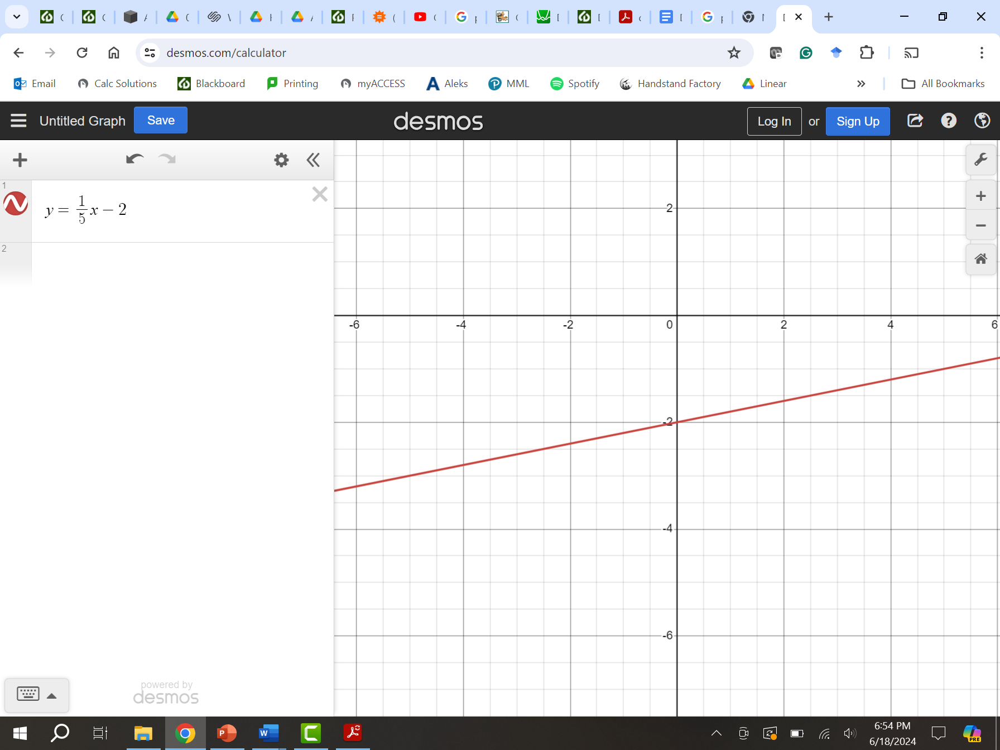 desmos.com/calculator
Email Calc Solutions Blackboard Printing myACCESS Aleks MML Spotify Handstand Factory Linear » All Bookmarks
Untitled Graph Save desmos Log In or Sign Up
1
y = 1/5 x − 2
2
2
-6 -4 -2 0 2 4 6
-2
-4
-6
powered by
desmos
6:54 PM
6/18/2024
PRE